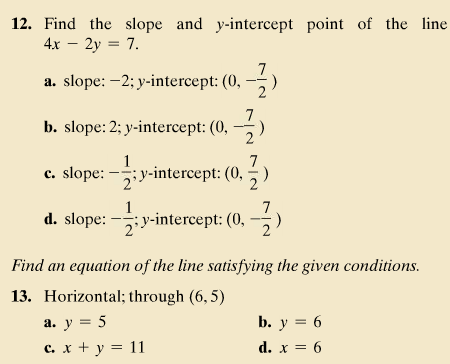 12. Find the slope and y-intercept point of the line
4x − 2y = 7.
a. slope: −2; y-intercept: (0, −7/2)
b. slope: 2; y-intercept: (0, −7/2)
c. slope: −1/2; y-intercept: (0, 7/2)
d. slope: −1/2; y-intercept: (0, −7/2)
Find an equation of the line satisfying the given conditions.
13. Horizontal; through (6, 5)
a. y = 5 b. y = 6
c. x + y = 11 d. x = 6